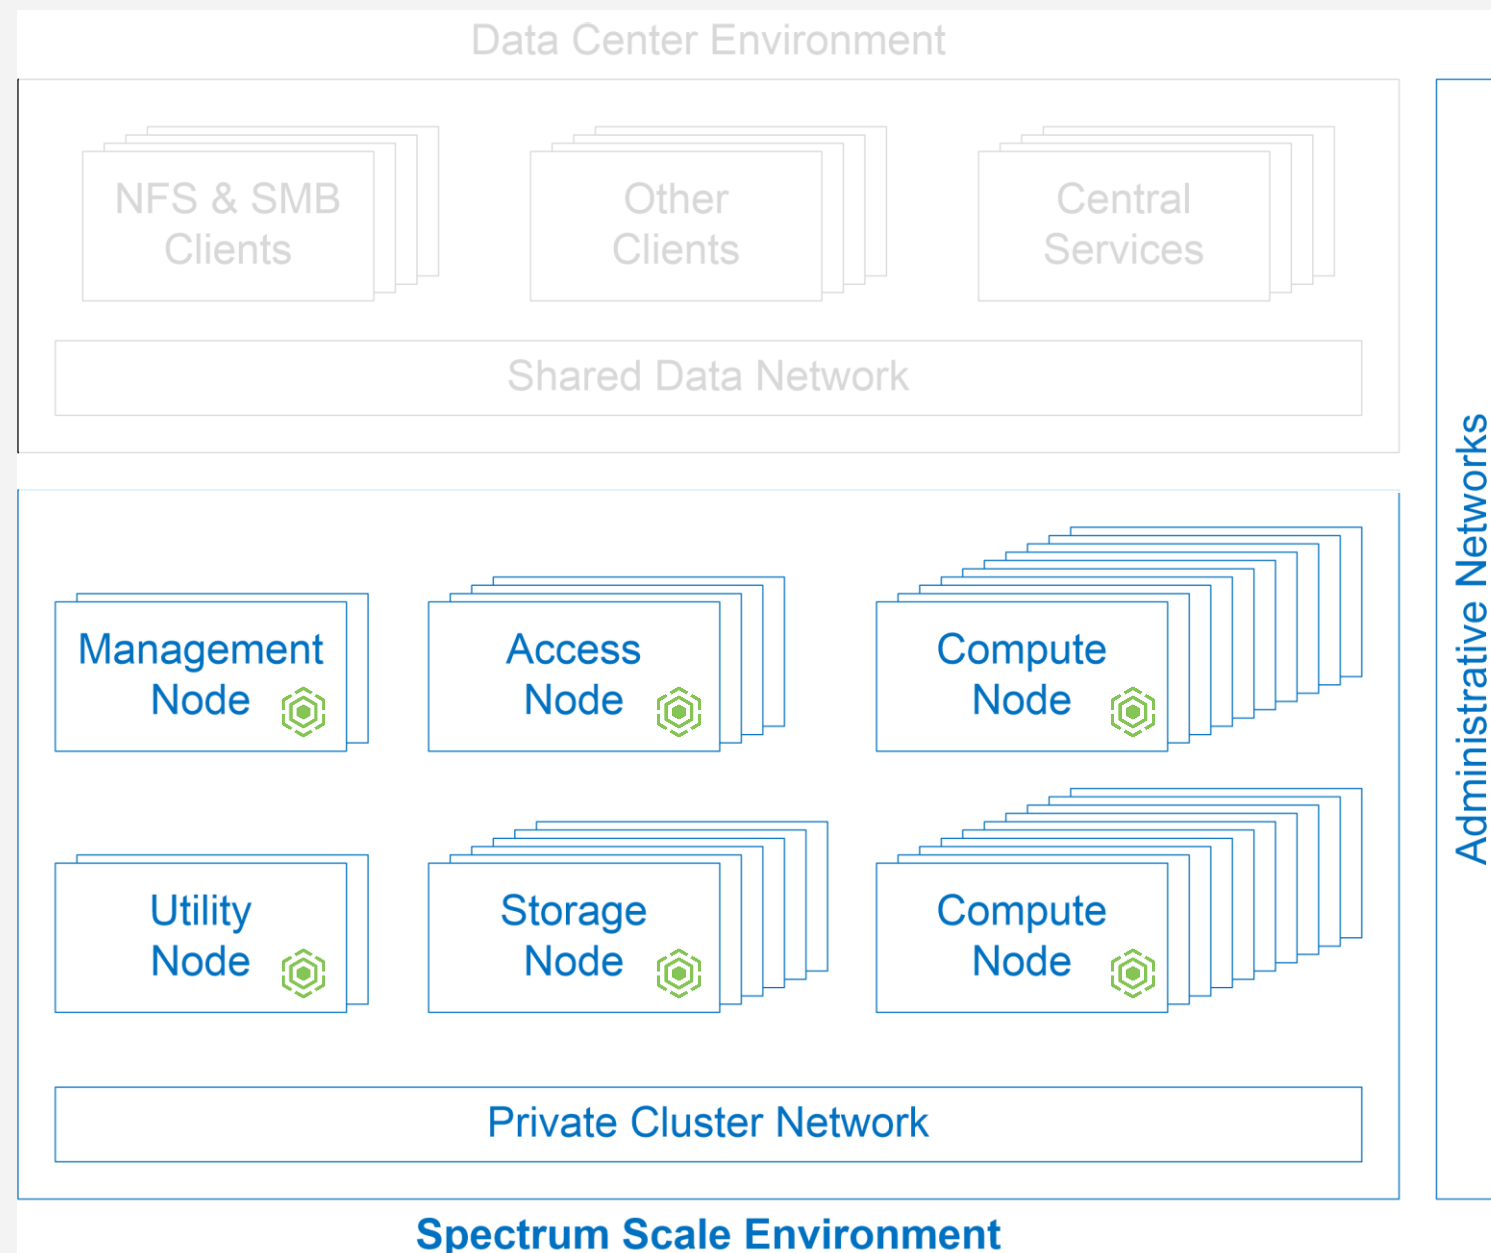 Data Center Environment
NFS & SMB
Clients
Other
Clients
Central
Services
Shared Data Network
Administrative Networks
Management
Node
Access
Node
Compute
Node
Utility
Node
Storage
Node
Compute
Node
Private Cluster Network
Spectrum Scale Environment